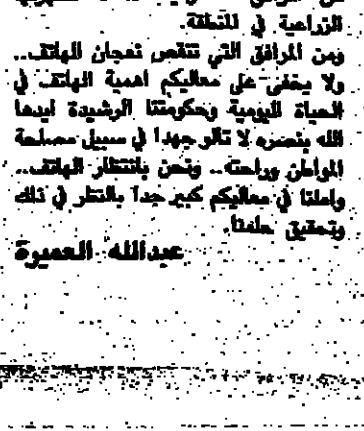 الزراعية في المنطقة.
ومن المرافق التي تنقص نعجان الهاتف..
ولا يخفى على معاليكم اهمية الهاتف في
الحياة اليومية وحكومتنا الرشيدة ايدها
الله بنصره لا تالو جهدا في سبيل مصلحة
المواطن وراحته.. ونحن بانتظار الهاتف..
واملنا في معاليكم كبير جدا بالنظر في ذلك
وتحقيق حلمنا.
عبدالله العميرة